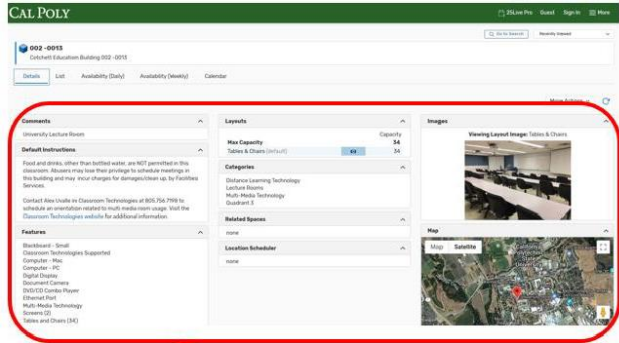 CAL POLY
25Live Pro Guest Sign In More
Go to Search Recently Viewed
002 -0013
Cotchett Education Building 002 -0013
Details List Availability (Daily) Availability (Weekly) Calendar
More Actions
Comments
University Lecture Room
Default Instructions
Food and drinks, other than bottled water, are NOT permitted in this
classroom. Abusers may lose their privilege to schedule meetings in
this building and may incur charges for damages/clean up, by Facilities
Services.
Contact Alex in Classroom Technologies at 805.756.7198 to
schedule an orientation related to multi media room usage. Visit the
Classroom Technologies website for additional information.
Features
Blackboard - Small
Classroom Technologies Supported
Computer - Mac
Computer - PC
Digital Display
Document Camera
DVD/CD Combo Player
Ethernet Port
Multi-Media Technology
Screens (2)
Tables and Chairs (34)
Layouts
Capacity
Max Capacity 34
Tables & Chairs (default) 34
Categories
Distance Learning Technology
Lecture Rooms
Multi-Media Technology
Quadrant 3
Related Spaces
none
Location Scheduler
none
Images
Viewing Layout Image: Tables & Chairs
Map
Map Satellite
California
State
University